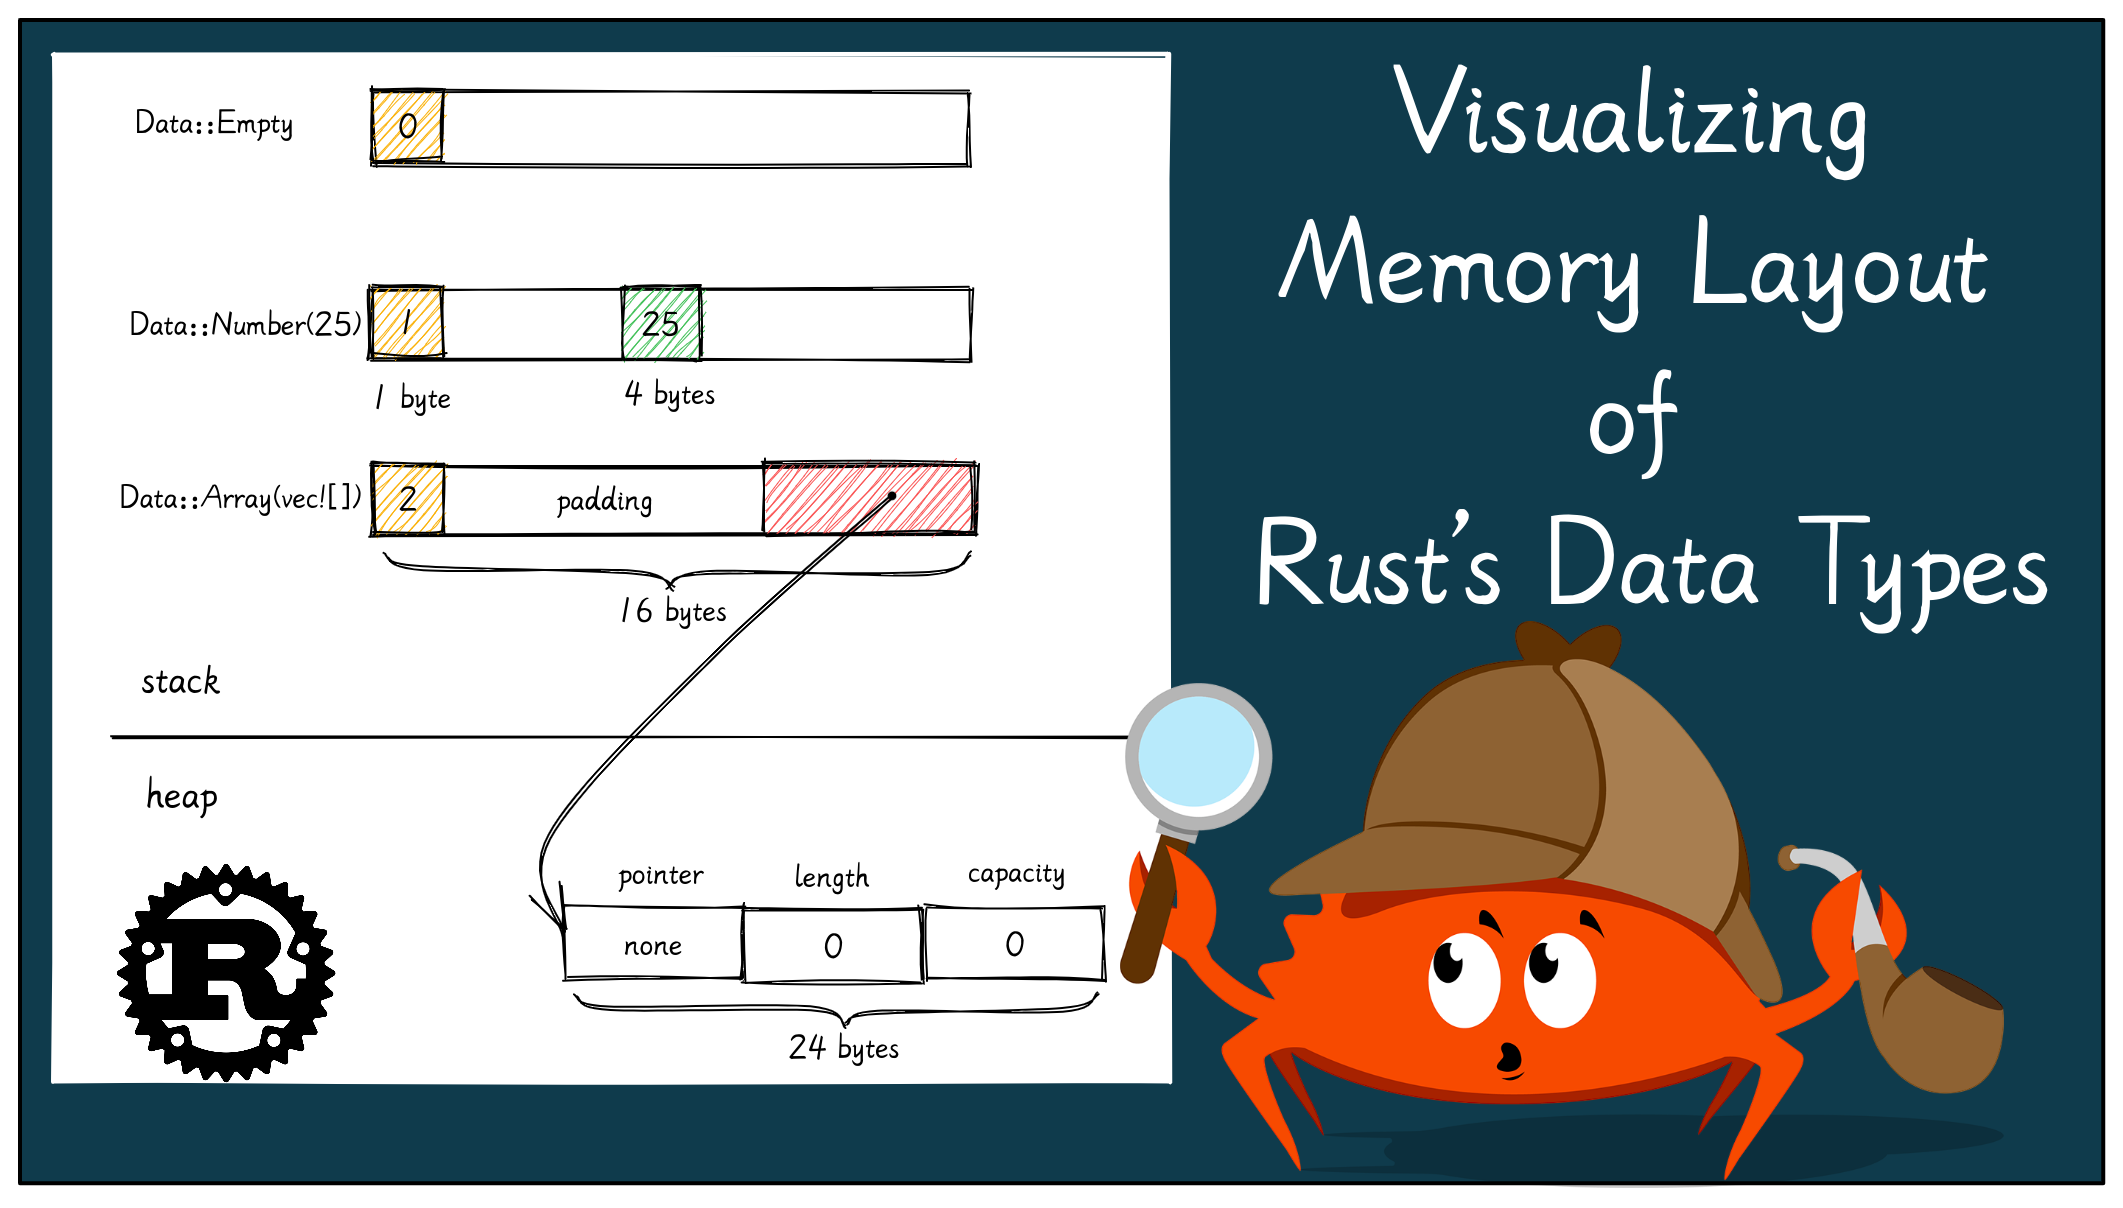 Visualizing
Memory Layout
of
Rust's Data Types
Data::Empty
0
Data::Number(25)
1
25
1 byte
4 bytes
Data::Array(vec![])
2
padding
16 bytes
stack
heap
pointer
length
capacity
none
0
0
24 bytes
R